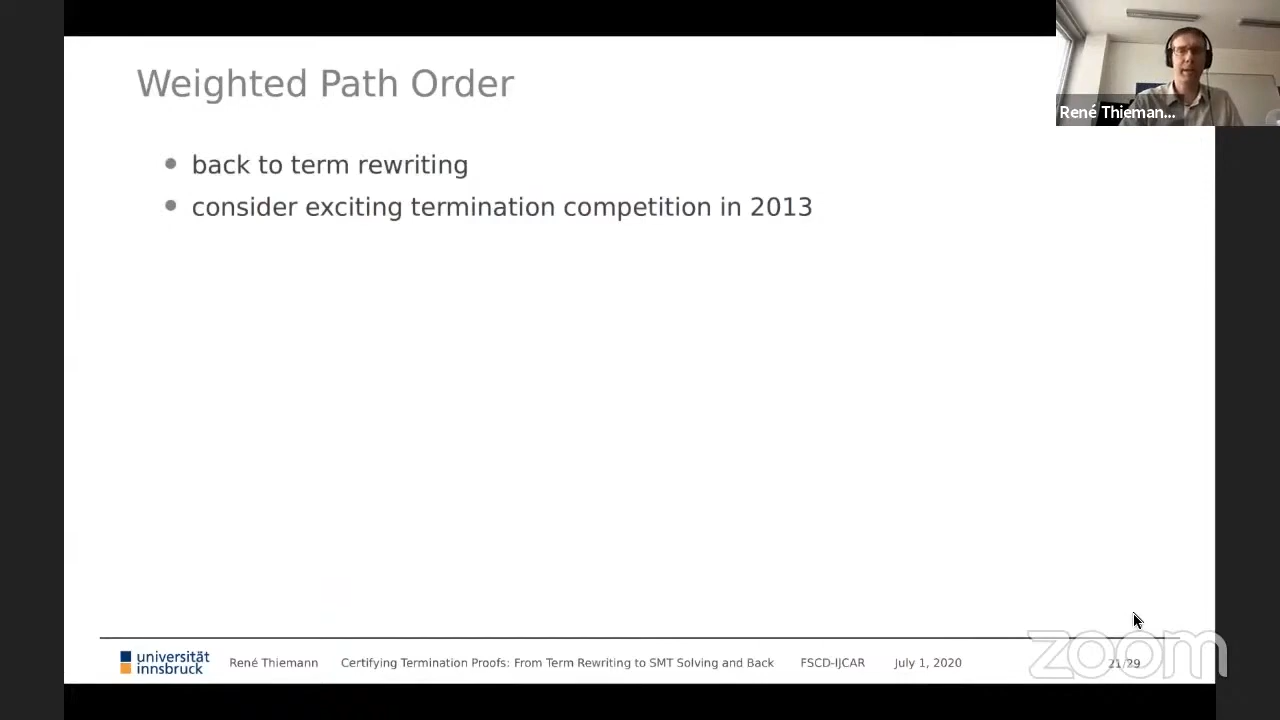 Weighted Path Order
René Thieman...
back to term rewriting
consider exciting termination competition in 2013
universität
innsbruck
René Thiemann
Certifying Termination Proofs: From Term Rewriting to SMT Solving and Back
FSCD-IJCAR
July 1, 2020
21/29
zoom